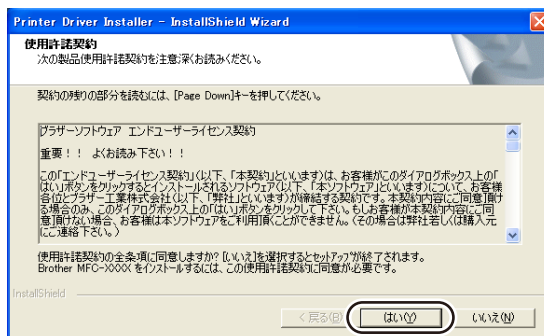 Printer Driver Installer - InstallShield Wizard
使用許諾契約
次の製品使用許諾契約を注意深くお読みください。
契約の残りの部分を読むには、[Page Down]キーを押してください。
ブラザーソフトウェア エンドユーザーライセンス契約
重要！！ よくお読み下さい！！
この「エンドユーザーライセンス契約」(以下、「本契約」といいます)は、お客様がこのダイアログボックス上の「
はい」ボタンをクリックするとインストールされるソフトウェア(以下、「本ソフトウェア」といいます)について、お客様
各位とブラザー工業株式会社(以下、「弊社」といいます)が締結する契約です。本契約内容にご同意頂け
る場合のみ、このダイアログボックス上の「はい」ボタンをクリックして下さい。もしお客様が本契約内容にご同
意頂けない場合、お客様は本ソフトウェアをご利用頂くことができません。(その場合は弊社若しくは購入元
にご連絡下さい。)
使用許諾契約の全条項に同意しますか? [いいえ]を選択するとセットアップが終了されます。
Brother MFC-XXXX をインストールするには、この使用許諾契約に同意が必要です。
InstallShield
< 戻る(B)
はい(Y)
いいえ(N)